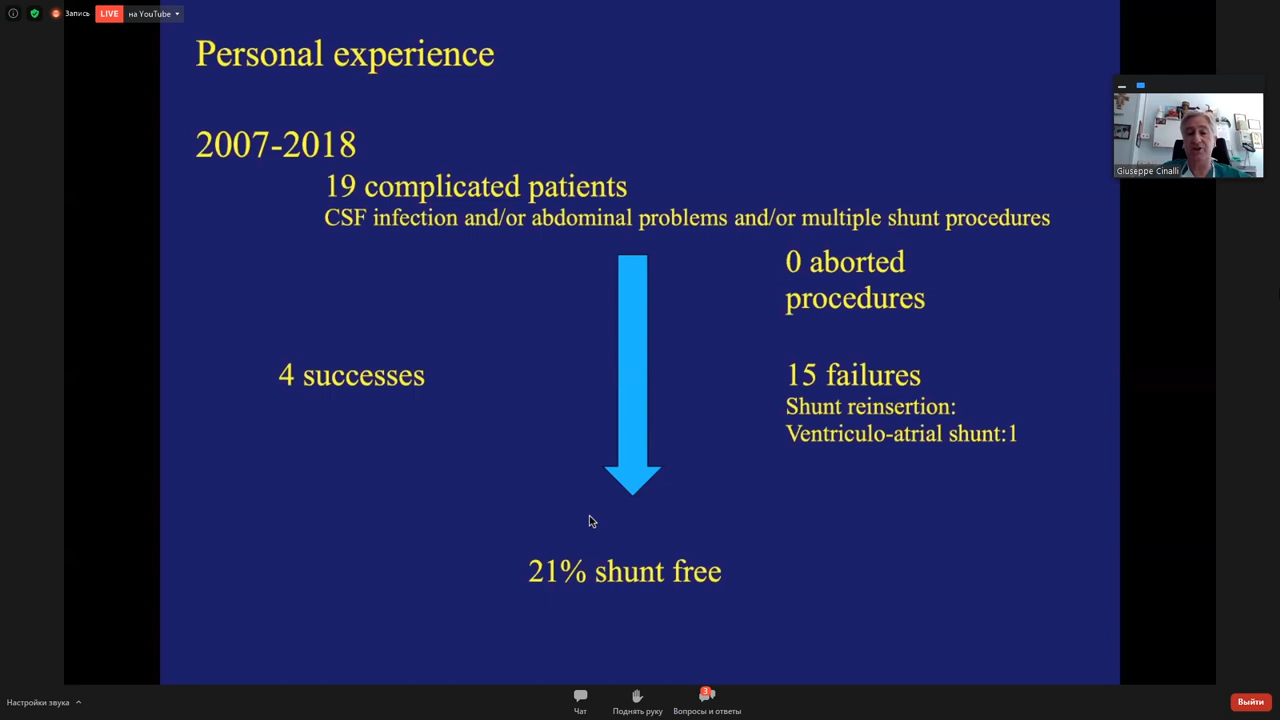 Запись
LIVE
на YouTube
Personal experience
2007-2018
19 complicated patients
CSF infection and/or abdominal problems and/or multiple shunt procedures
0 aborted
procedures
4 successes
15 failures
Shunt reinsertion:
Ventriculo-atrial shunt:1
21% shunt free
Giuseppe Cinalli
Настройки звука
Чат
Поднять руку
3
Вопросы и ответы
Выйти